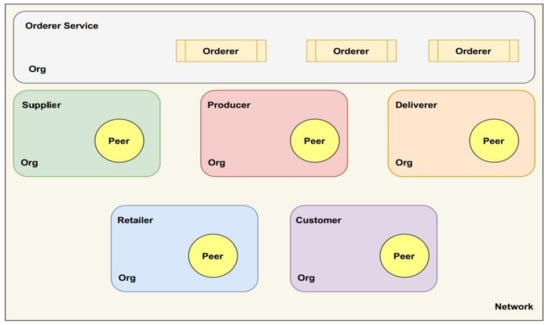 Orderer Service
Orderer
Orderer
Orderer
Org
Supplier
Peer
Org
Producer
Peer
Org
Deliverer
Peer
Org
Retailer
Peer
Org
Customer
Peer
Org
Network